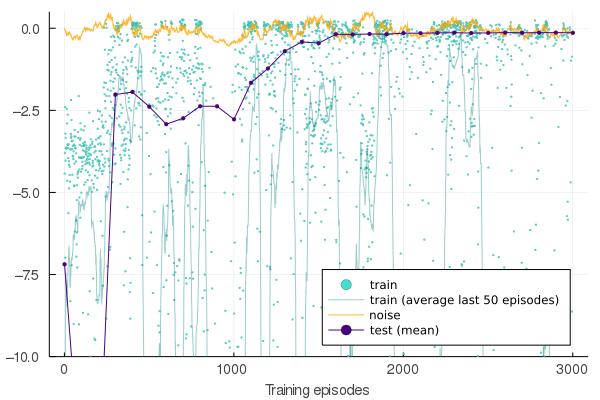 0.0
−2.5
−5.0
−7.5
−10.0
train
train (average last 50 episodes)
noise
test (mean)
0
1000
2000
3000
Training episodes